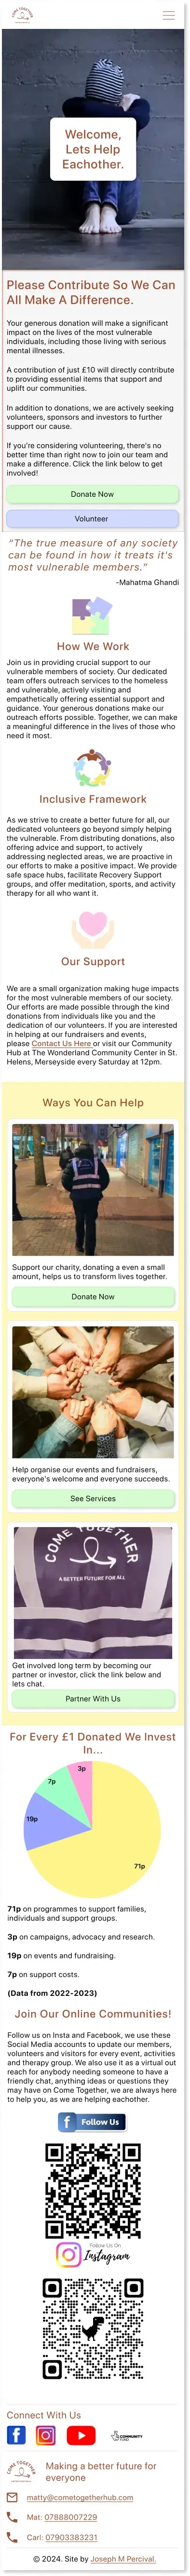 COME TOGETHER
Welcome,
Lets Help
Eachother.
Please Contribute So We Can
All Make A Difference.
Your generous donation will make a significant
impact on the lives of the most vulnerable
individuals, including those living with serious
mental illnesses.
A contribution of just £10 will directly contribute
to providing essential items that support and
uplift our communities.
In addition to donations, we are actively seeking
volunteers, sponsors and investors to further
support our cause.
If you're considering volunteering, there's no
better time than right now to join our team and
make a difference. Click the link below to get
involved!
Donate Now
Volunteer
"The true measure of any society
can be found in how it treats it's
most vulnerable members."
-Mahatma Ghandi
How We Work
Join us in providing crucial support to our
vulnerable members of society. Our dedicated
team offers outreach services to the homeless
and vulnerable, actively visiting and
empathetically offering essential support and
guidance. Your generous donations make our
outreach efforts possible. Together, we can make
a meaningful difference in the lives of those who
need it most.
Inclusive Framework
As we strive to create a better future for all, our
dedicated volunteers go beyond simply helping
the vulnerable. From distributing donations, also
offering advice and support, to actively
addressing neglected areas, we are proactive in
our efforts to make a positive impact. We provide
safe space hubs, facilitate Recovery Support
groups, and offer meditation, sports, and activity
therapy for all who want it.
Our Support
We are a small organization making huge impacts
for the most vulnerable members of our society.
Our efforts are made possible through the kind
donations from individuals like you and the
dedication of our volunteers. If you are interested
in helping at our fundraisers and events,
please Contact Us Here or visit our Community
Hub at The Wonderland Community Center in St.
Helens, Merseyside every Saturday at 12pm.
Ways You Can Help
Support our charity, donating a even a small
amount, helps us to transform lives together.
Donate Now
Help organise our events and fundraisers,
everyone's welcome and everyone succeeds.
See Services
COME TOGETHER
A BETTER FUTURE FOR ALL
Get involved long term by becoming our
partner or investor, click the link below and
lets chat.
Partner With Us
For Every £1 Donated We Invest
In...
3p
7p
19p
71p
71p on programmes to support families,
individuals and support groups.
3p on campaigns, advocacy and research.
19p on events and fundraising.
7p on support costs.
(Data from 2022-2023)
Join Our Online Communities!
Follow us on Insta and Facebook, we use these
Social Media accounts to update our members,
volunteers and visitors for every event, activities
and therapy group. We also use it as a virtual out
reach for anybody needing someone to have a
friendly chat, anything ideas or questions they
may have on Come Together, we are always here
to help you, as we are helping eachother.
f Follow Us
Follow Us On
Instagram
Connect With Us
COMMUNITY
FUND
COME TOGETHER
Making a better future for
everyone
matty@cometogetherhub.com
Mat: 07888007229
Carl: 07903383231
© 2024. Site by Joseph M Percival.